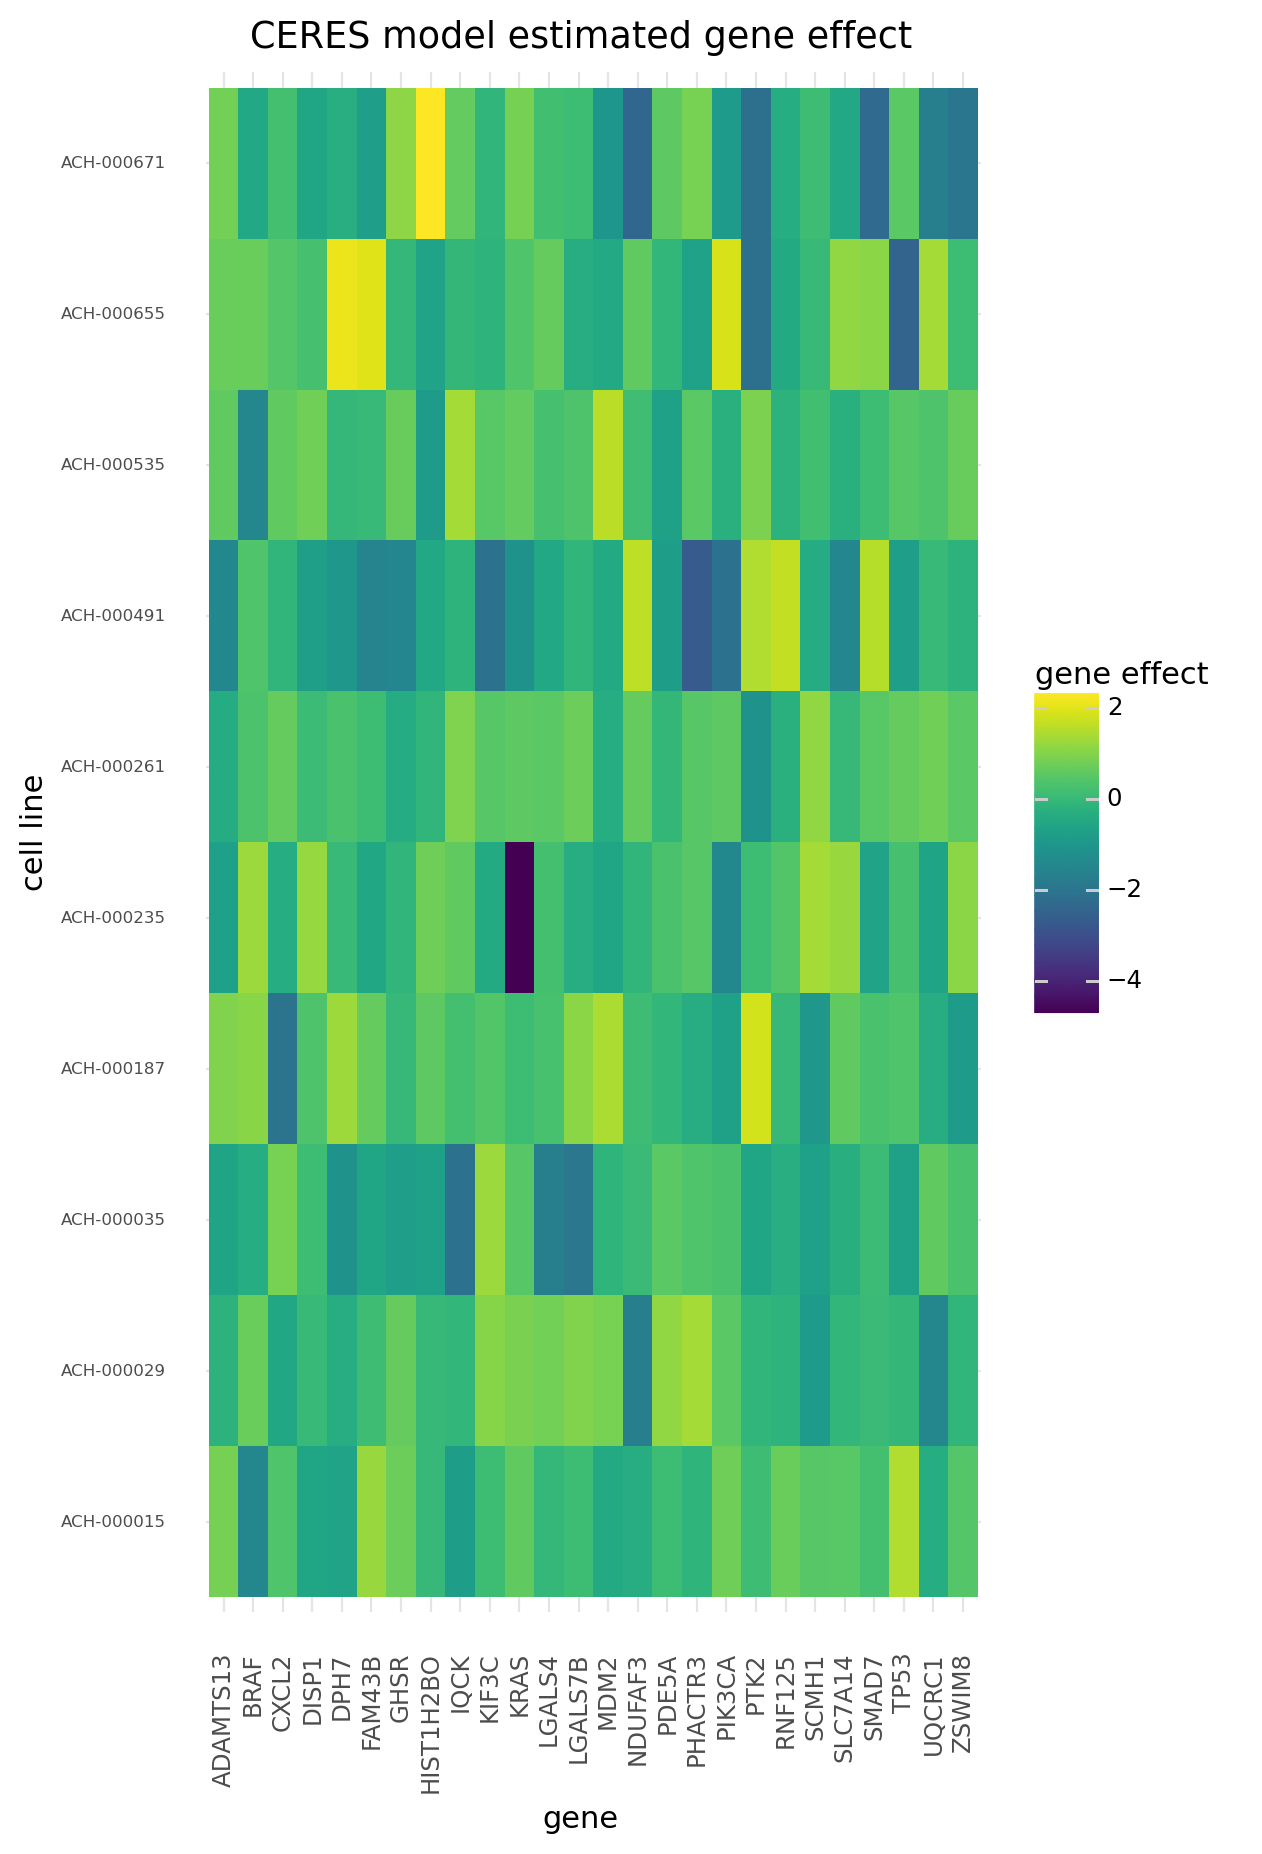 CERES model estimated gene effect
ACH-000671
ACH-000655
ACH-000535
ACH-000491
ACH-000261
ACH-000235
ACH-000187
ACH-000035
ACH-000029
ACH-000015
cell line
ADAMTS13
BRAF
CXCL2
DISP1
DPH7
FAM43B
GHSR
HIST1H2BO
IQCK
KIF3C
KRAS
LGALS4
LGALS7B
MDM2
NDUFAF3
PDE5A
PHACTR3
PIK3CA
PTK2
RNF125
SCMH1
SLC7A14
SMAD7
TP53
UQCRC1
ZSWIM8
gene
gene effect
2
0
−2
−4